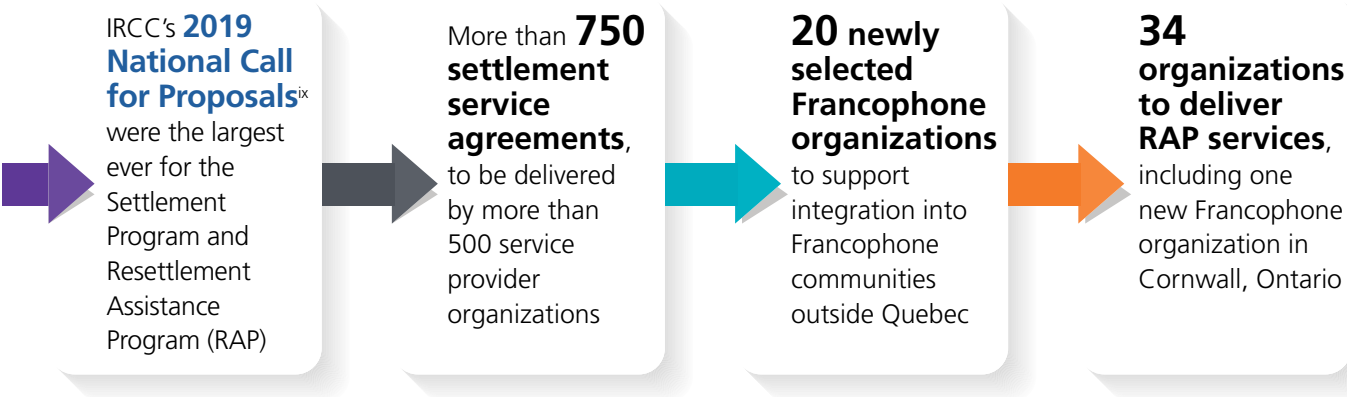 IRCC's 2019
National Call
for Proposalsix
were the largest
ever for the
Settlement
Program and
Resettlement
Assistance
Program (RAP)
More than 750
settlement
service
agreements,
to be delivered
by more than
500 service
provider
organizations
20 newly
selected
Francophone
organizations
to support
integration into
Francophone
communities
outside Quebec
34
organizations
to deliver
RAP services,
including one
new Francophone
organization in
Cornwall, Ontario